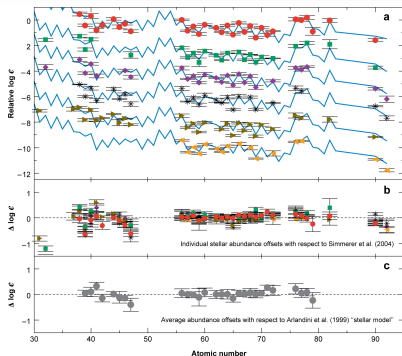 a
Relative log ε
0
−2
−4
−6
−8
−10
−12
b
Δ log ε
1
0
−1
Individual stellar abundance offsets with respect to Simmerer et al. (2004)
c
Δ log ε
1
0
−1
Average abundance offsets with respect to Arlandini et al. (1999) "stellar model"
30 40 50 60 70 80 90
Atomic number